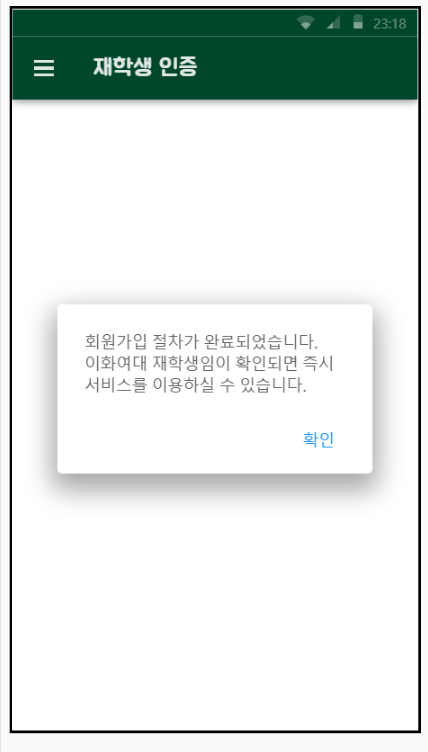 23:18
재학생 인증
회원가입 절차가 완료되었습니다.
이화여대 재학생임이 확인되면 즉시
서비스를 이용하실 수 있습니다.
확인